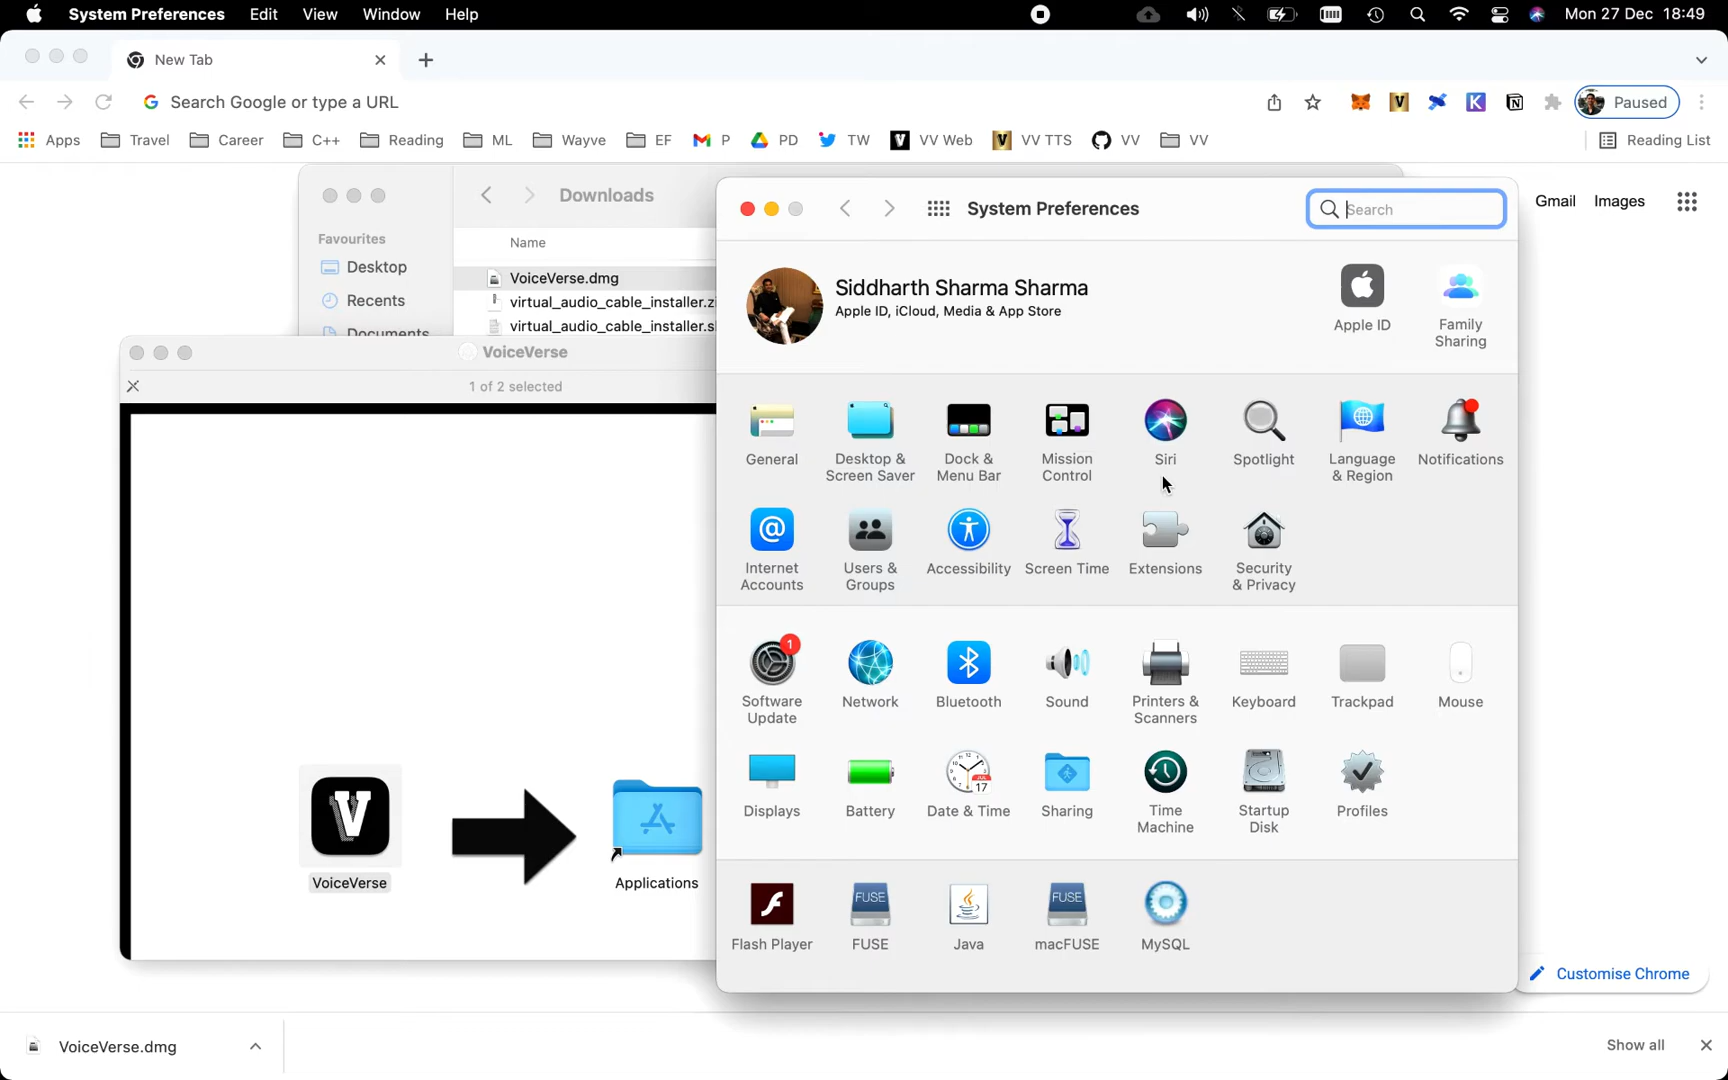 System Preferences Edit View Window Help Mon 27 Dec 18:49
New Tab
Search Google or type a URL Paused
Apps Travel Career C++ Reading ML Wayve EF P PD TW VV Web VV TTS VV VV Reading List
Gmail Images
Downloads
Favourites
Name
Desktop
Recents
VoiceVerse.dmg
virtual_audio_cable_installer.zi
virtual_audio_cable_installer.sl
System Preferences
Search
Siddharth Sharma Sharma
Apple ID, iCloud, Media & App Store
Apple ID
Family
Sharing
VoiceVerse
1 of 2 selected
General
Desktop &
Screen Saver
Dock &
Menu Bar
Mission
Control
Siri
Spotlight
Language
& Region
Notifications
Internet
Accounts
Users &
Groups
Accessibility
Screen Time
Extensions
Security
& Privacy
1
Software
Update
Network
Bluetooth
Sound
Printers &
Scanners
Keyboard
Trackpad
Mouse
Displays
Battery
JUL
17
Date & Time
Sharing
Time
Machine
Startup
Disk
Profiles
Flash Player
FUSE
FUSE
Java
FUSE
macFUSE
MySQL
V
VoiceVerse
Applications
Customise Chrome
VoiceVerse.dmg
Show all